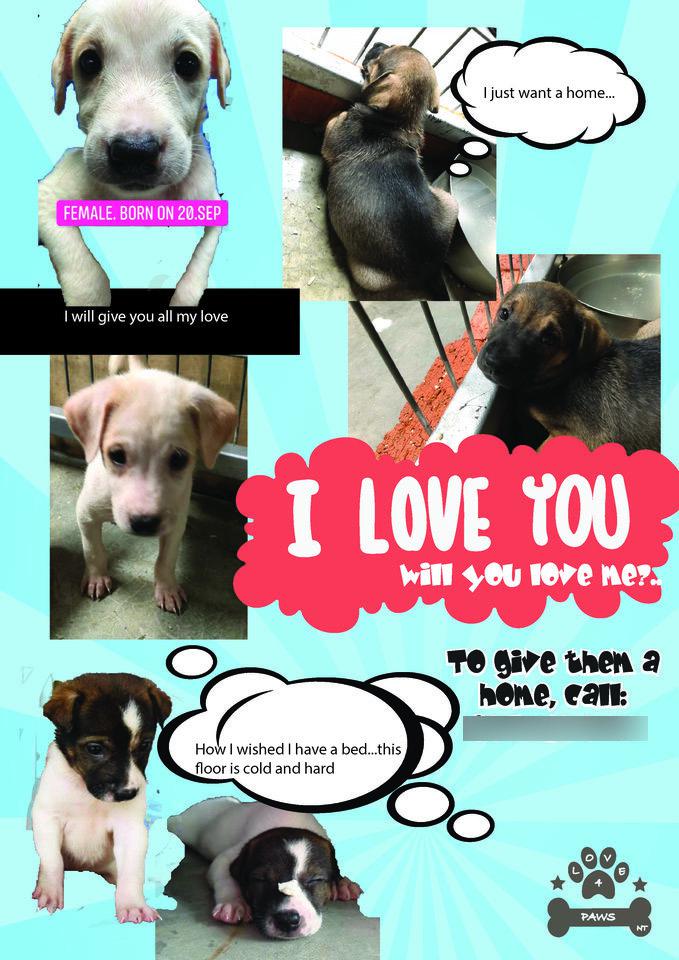 FEMALE. BORN ON 20.SEP
I just want a home...
I will give you all my love
I LOVE YOU
will you love me?..
To give them a
home, call:
How I wished I have a bed...this
floor is cold and hard
LOVE
4
PAWS
NT